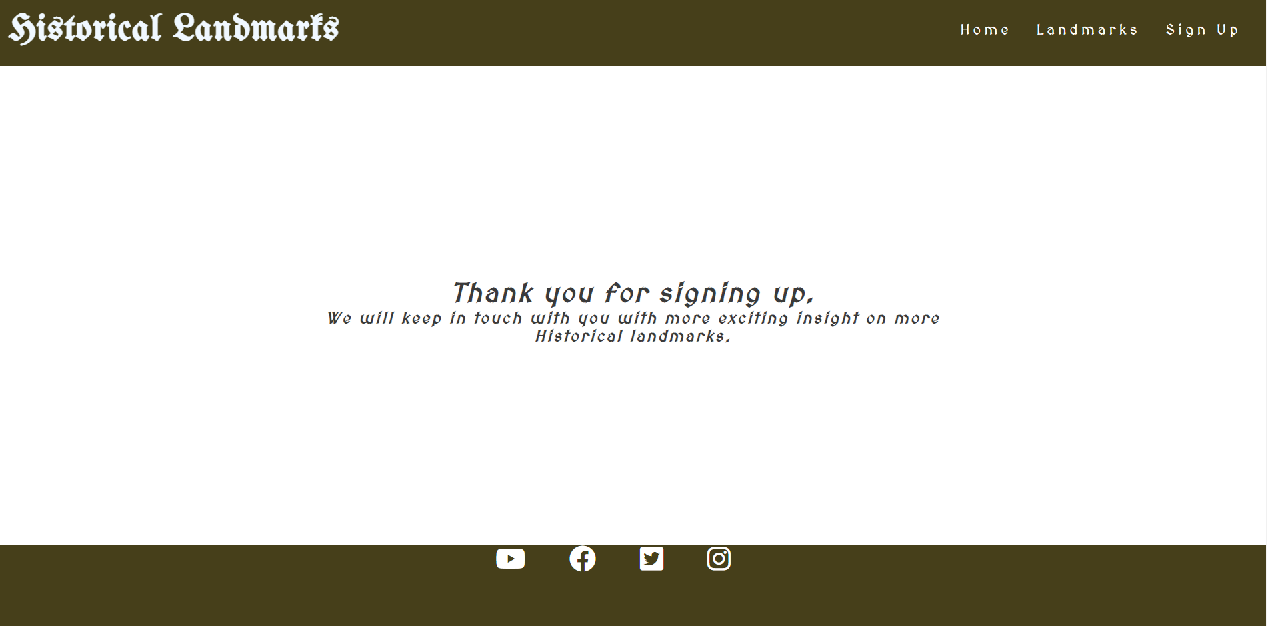 Historical Landmarks
Home Landmarks Sign Up
Thank you for signing up.
We will keep in touch with you with more exciting insight on more
Historical landmarks.